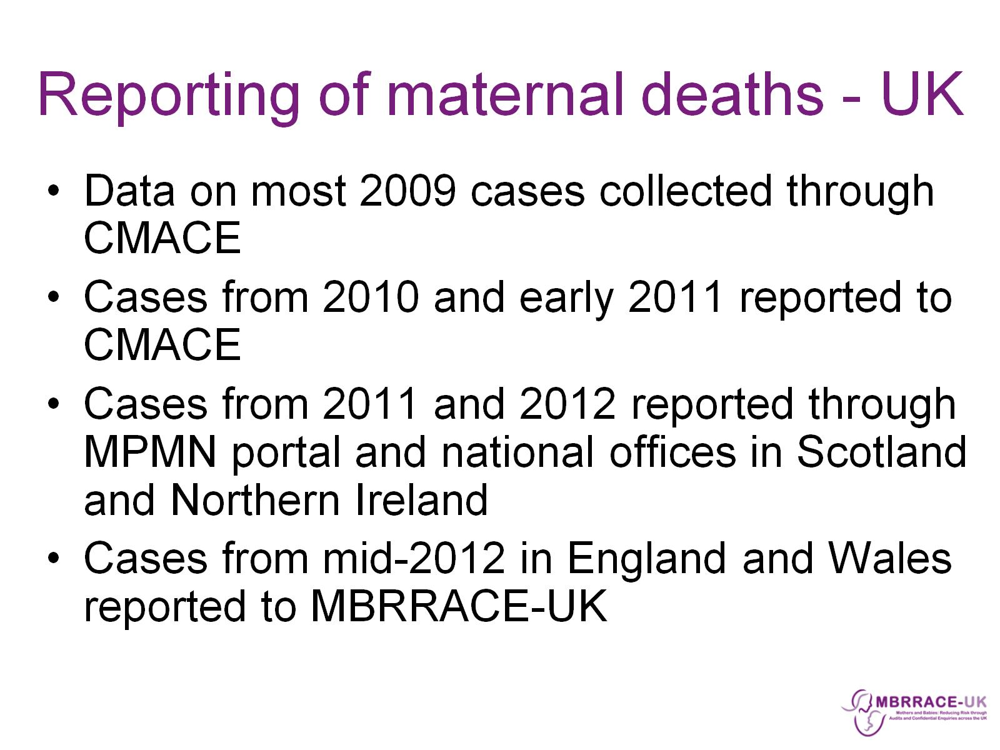 Reporting of maternal deaths - UK
• Data on most 2009 cases collected through
CMACE
• Cases from 2010 and early 2011 reported to
CMACE
• Cases from 2011 and 2012 reported through
MPMN portal and national offices in Scotland
and Northern Ireland
• Cases from mid-2012 in England and Wales
reported to MBRRACE-UK
MBRRACE-UK
Mothers and Babies: Reducing Risk through
Audits and Confidential Enquiries across the UK